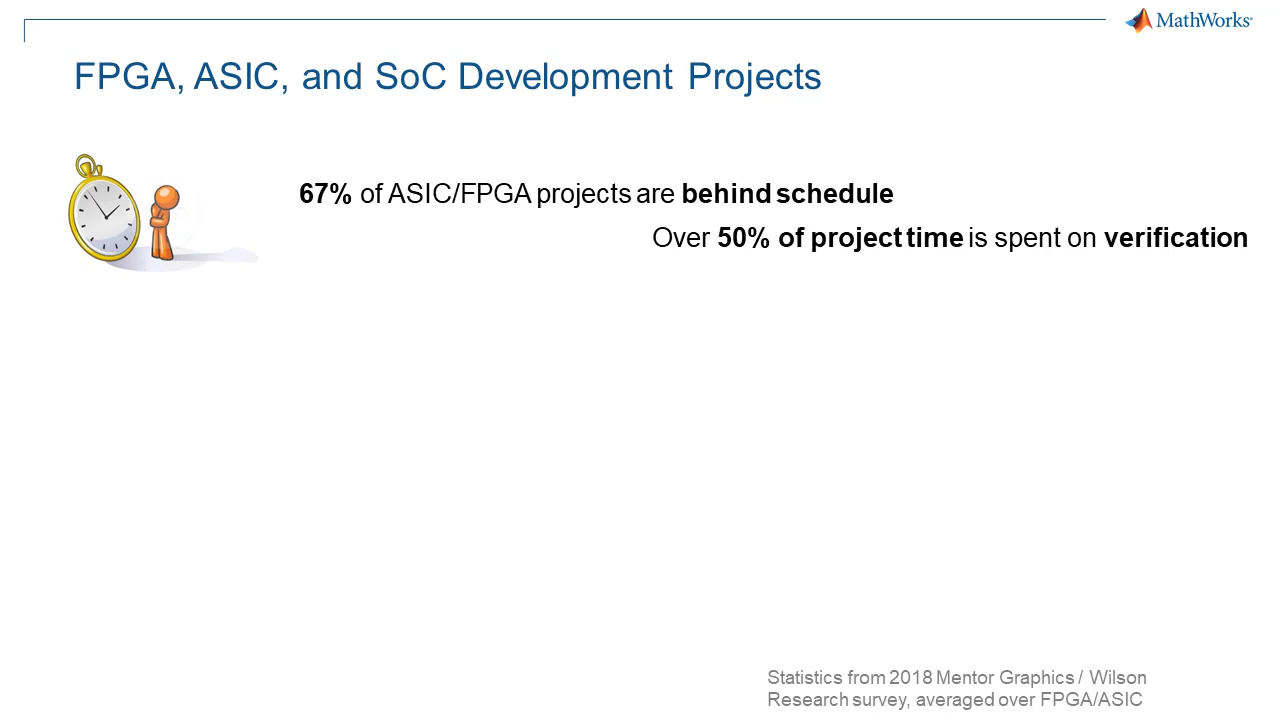 MathWorks
FPGA, ASIC, and SoC Development Projects
67% of ASIC/FPGA projects are behind schedule
Over 50% of project time is spent on verification
Statistics from 2018 Mentor Graphics / Wilson
Research survey, averaged over FPGA/ASIC